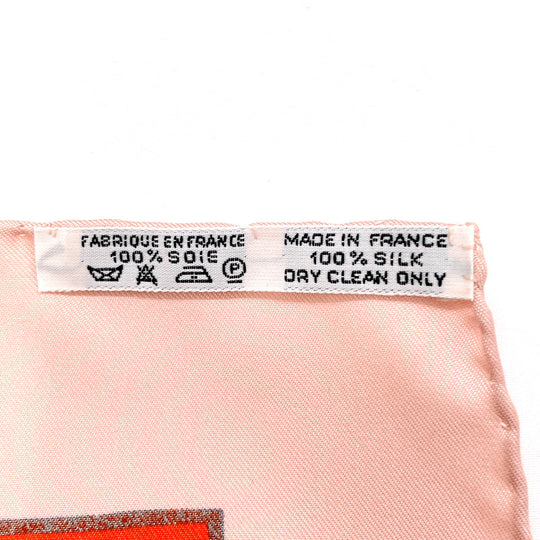 FABRIQUE EN FRANCE
100% SOIE
P
MADE IN FRANCE
100% SILK
DRY CLEAN ONLY